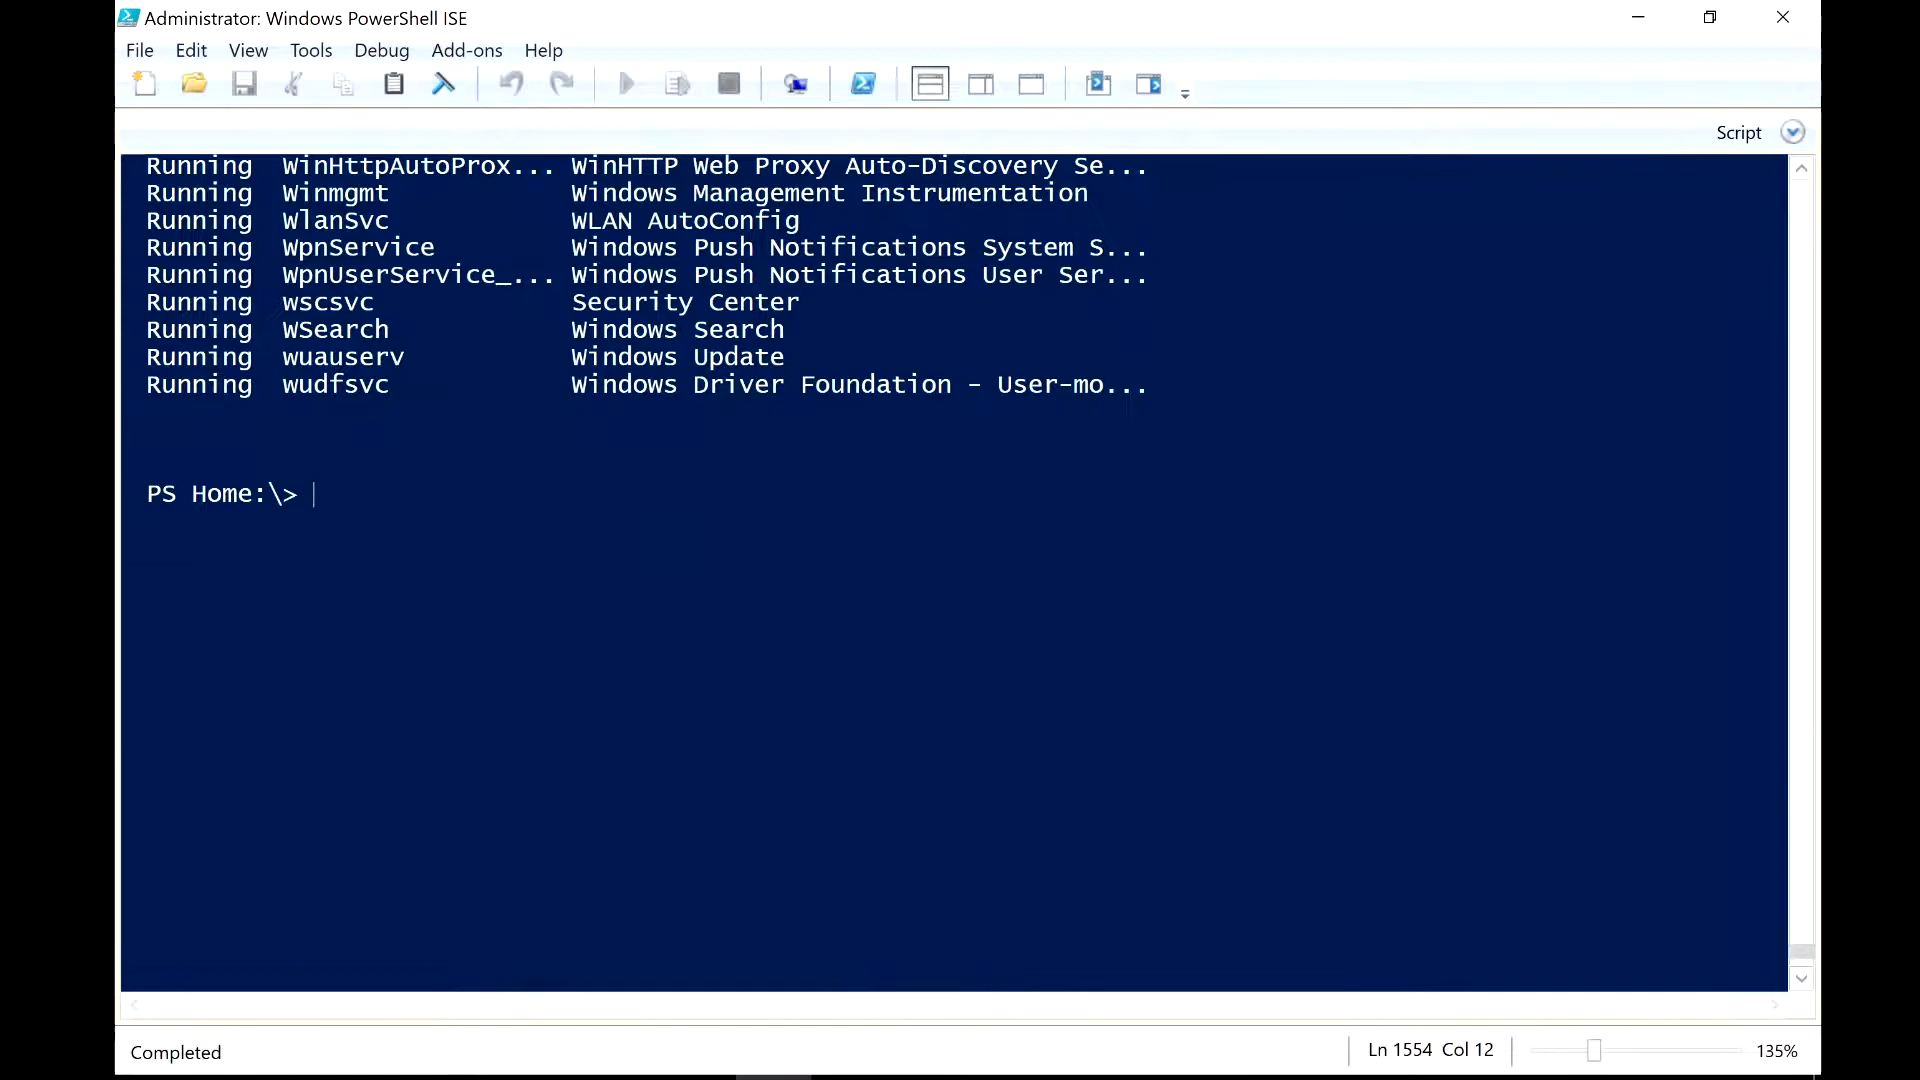 Administrator: Windows PowerShell ISE
File Edit View Tools Debug Add-ons Help
Script
Running WinHttpAutoProx... WinHTTP Web Proxy Auto-Discovery Se...
Running Winmgmt Windows Management Instrumentation
Running WlanSvc WLAN AutoConfig
Running WpnService Windows Push Notifications System S...
Running WpnUserService_... Windows Push Notifications User Ser...
Running wscsvc Security Center
Running WSearch Windows Search
Running wuauserv Windows Update
Running wudfsvc Windows Driver Foundation - User-mo...
PS Home:\>
Completed Ln 1554 Col 12 135%